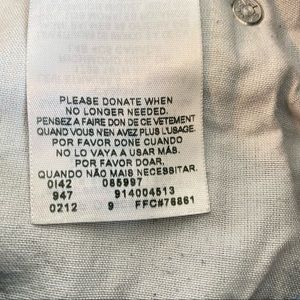 PLEASE DONATE WHEN
NO LONGER NEEDED.
PENSEZ A FAIRE DON DE CE VETEMENT
QUAND VOUS N'EN AVEZ PLUS L'USAGE.
POR FAVOR DONE CUANDO
NO LO VAYA A USAR MÁS.
POR FAVOR DOAR,
QUANDO NÃO MAIS NECESSITAR.
0142 085997
947 914004513
0212 9 FFC#76861